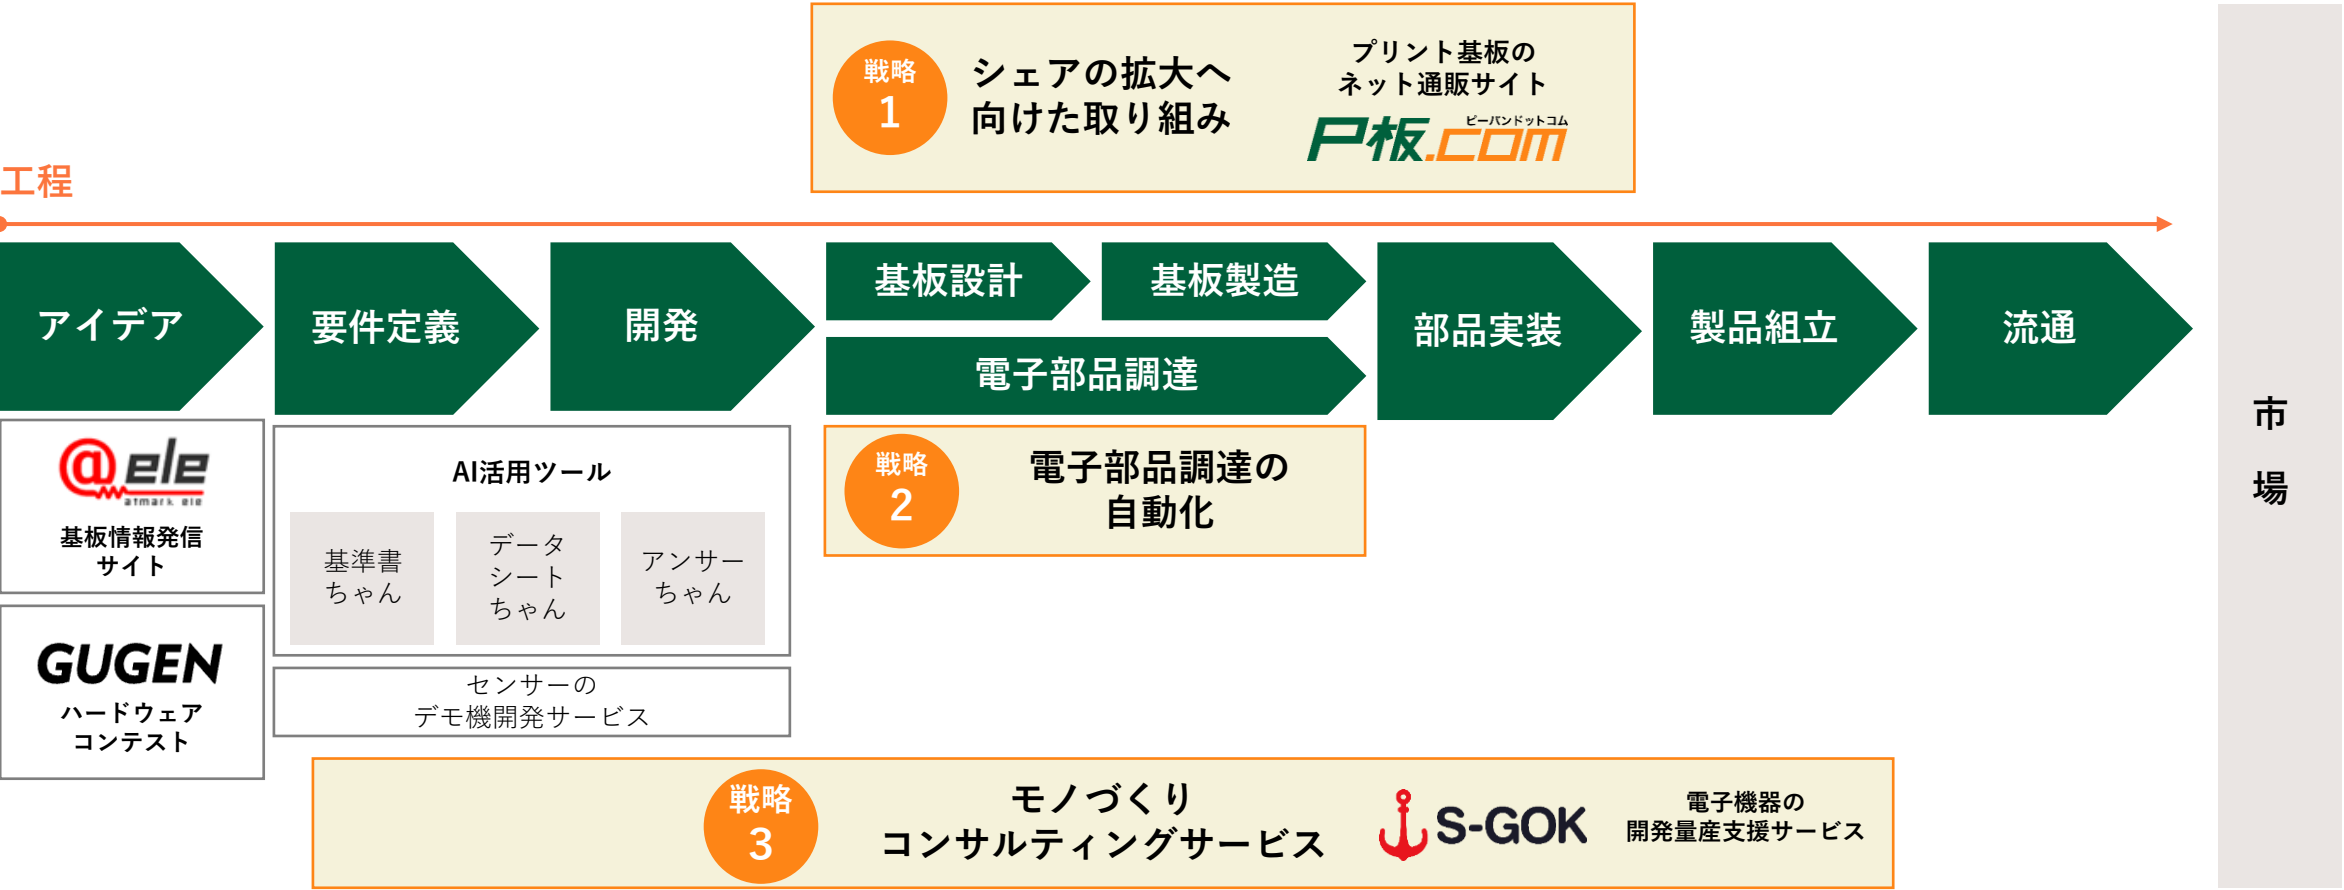 戦略
1
シェアの拡大へ
向けた取り組み
プリント基板の
ネット通販サイト
ピーバンドットコム
P板.com
工程
アイデア
要件定義
開発
基板設計
基板製造
電子部品調達
部品実装
製品組立
流通
市
場
@ele
atmark ele
基板情報発信
サイト
GUGEN
ハードウェア
コンテスト
AI活用ツール
基準書
ちゃん
データ
シート
ちゃん
アンサー
ちゃん
センサーの
デモ機開発サービス
戦略
2
電子部品調達の
自動化
戦略
3
モノづくり
コンサルティングサービス
S-GOK
電子機器の
開発量産支援サービス